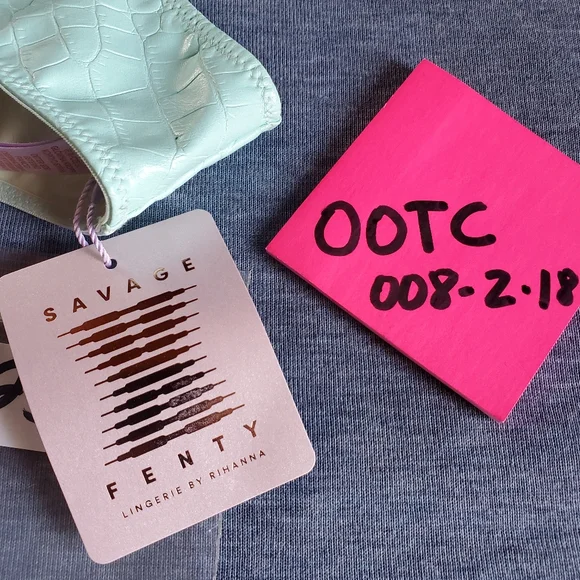 SAVAGE
FENTY
LINGERIE BY RIHANNA
OOTC
008-2-18